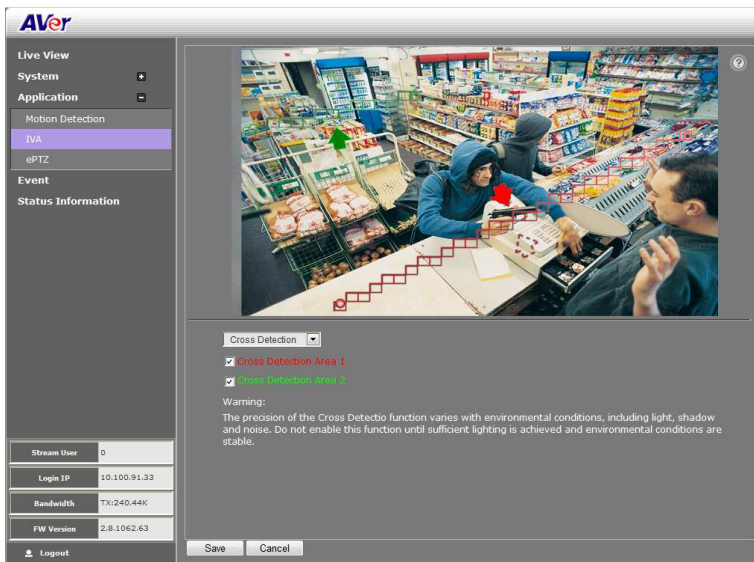 AVer
Live View
System
Application
Motion Detection
IVA
ePTZ
Event
Status Information
Cross Detection
Cross Detection Area 1
Cross Detection Area 2
Warning:
The precision of the Cross Detectio function varies with environmental conditions, including light, shadow
and noise. Do not enable this function until sufficient lighting is achieved and environmental conditions are
stable.
Stream User 0
Login IP 10.100.91.33
Bandwidth TX:240.44K
FW Version 2.8.1062.63
Logout
Save Cancel